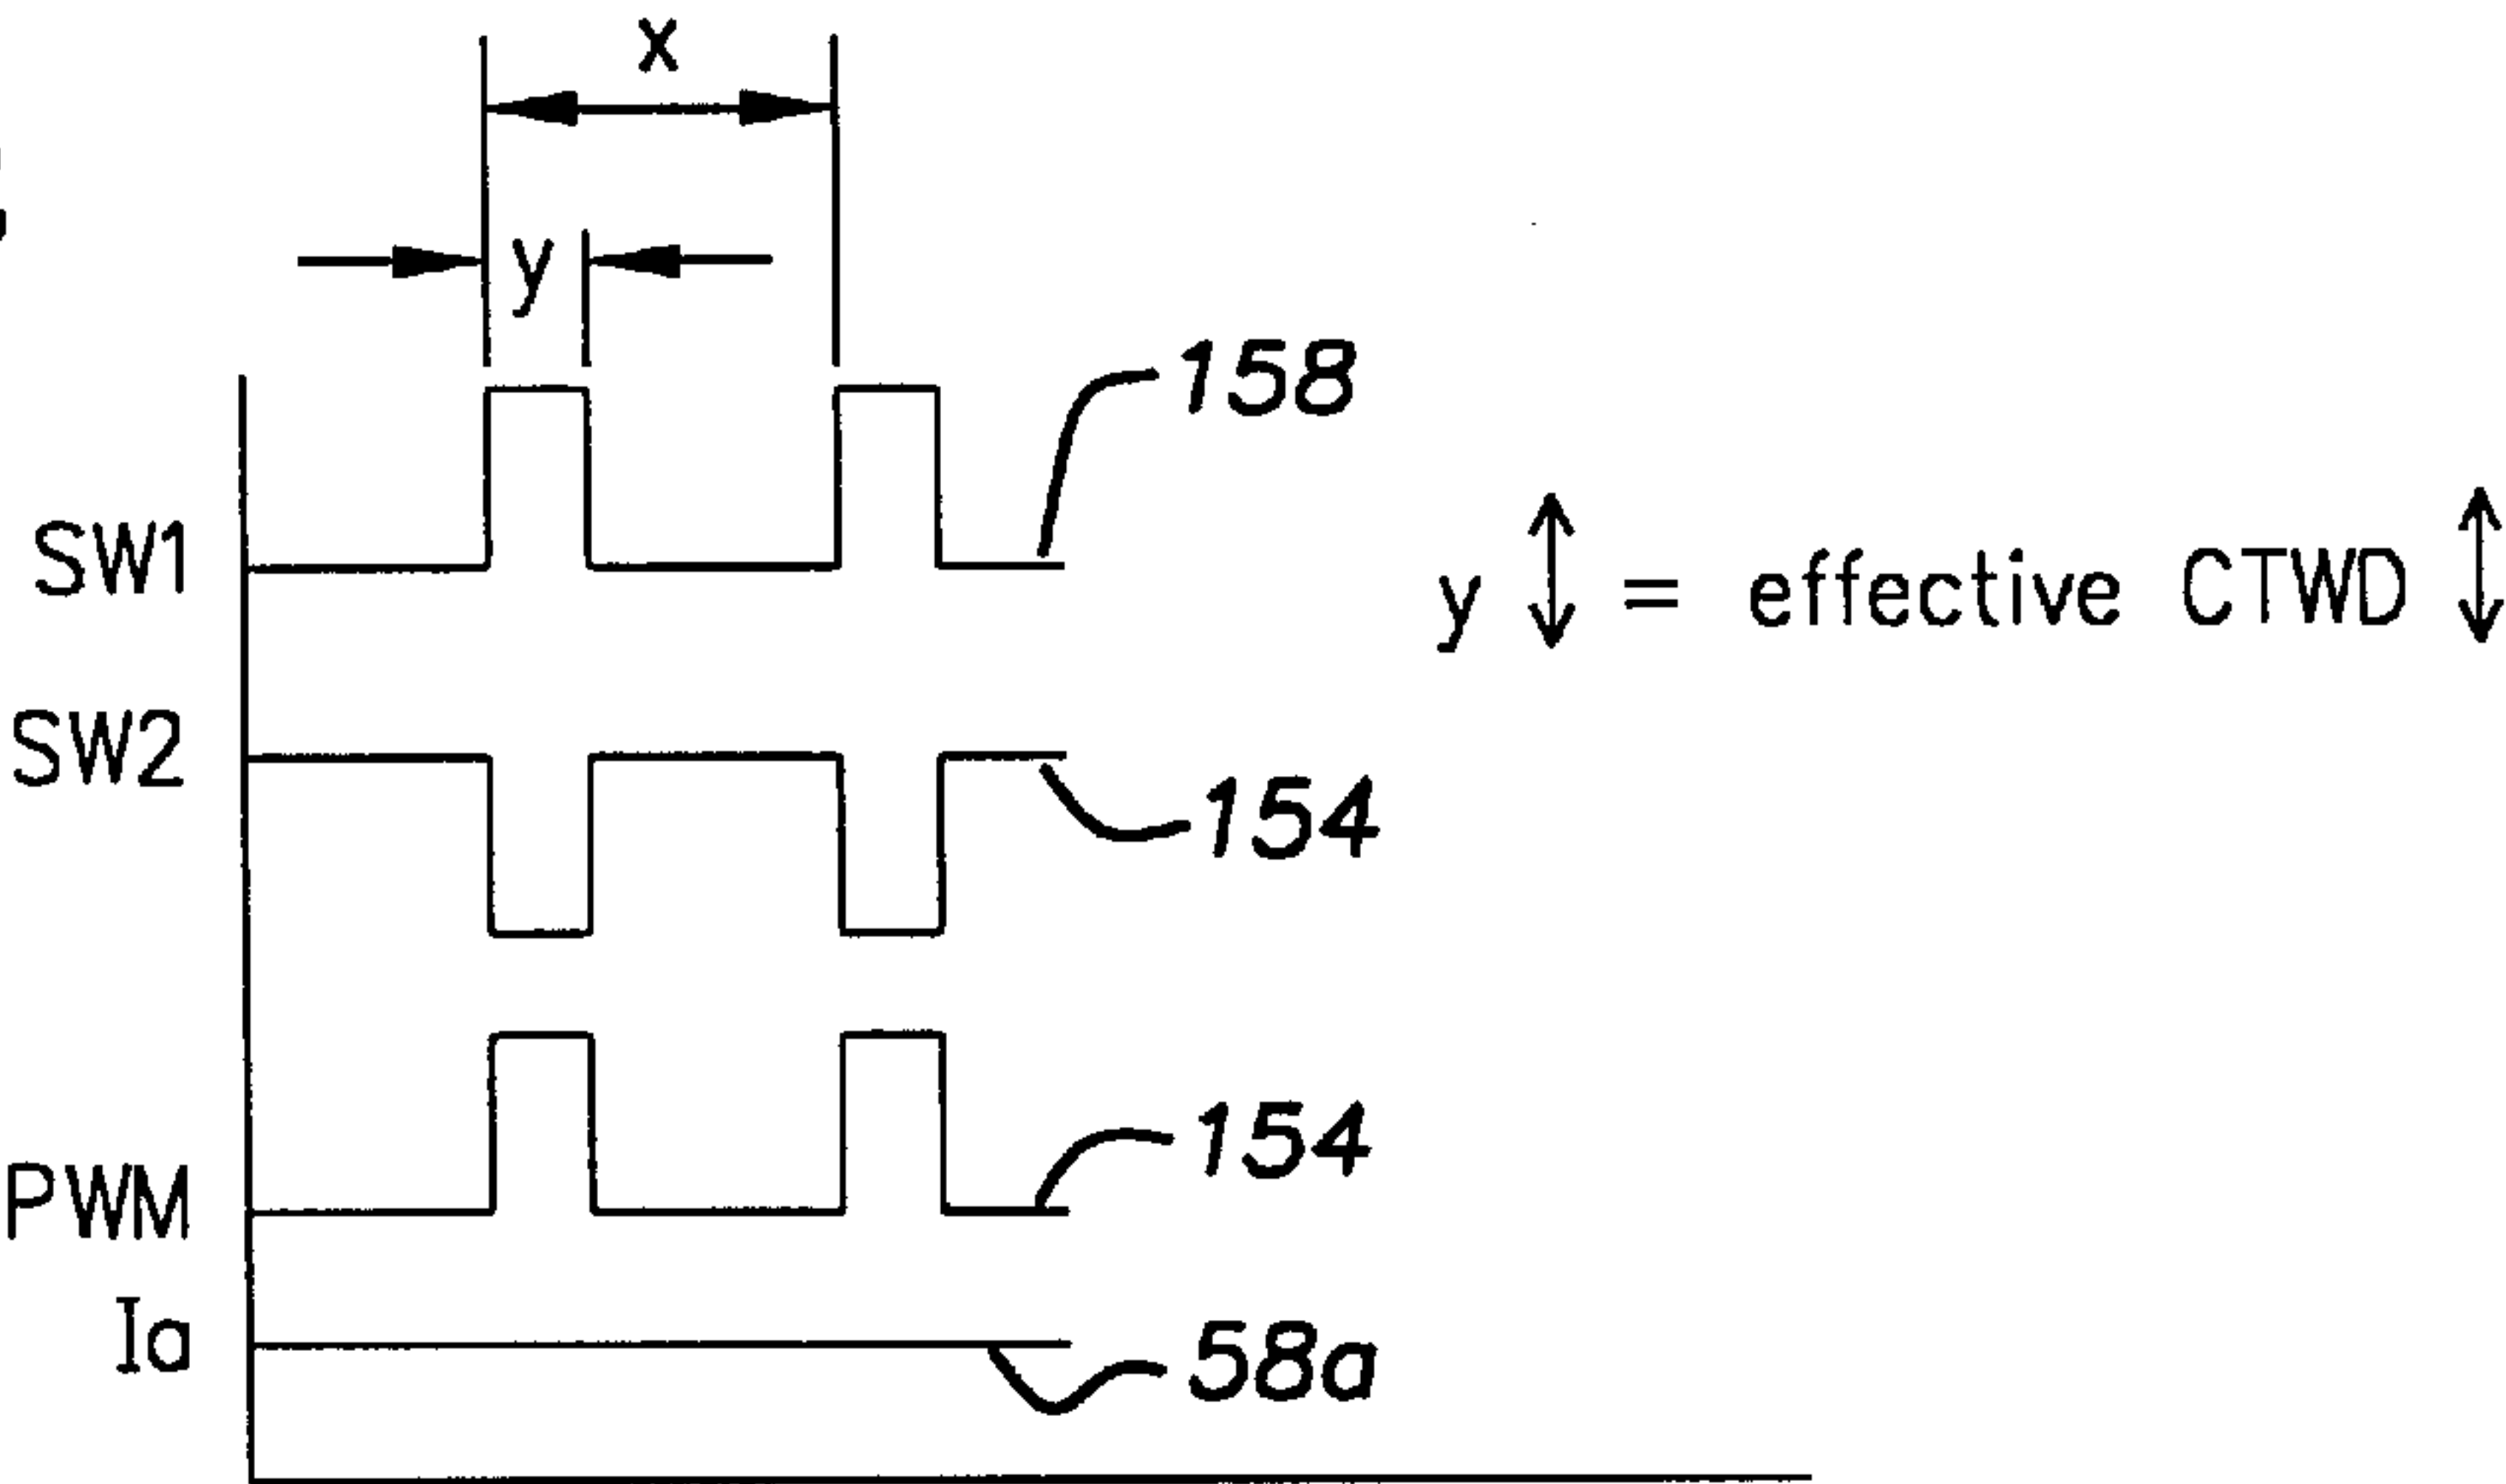 x
y
158
SW1
y ↕ = effective CTWD ↕
SW2
154
PWM
154
Ia
58a